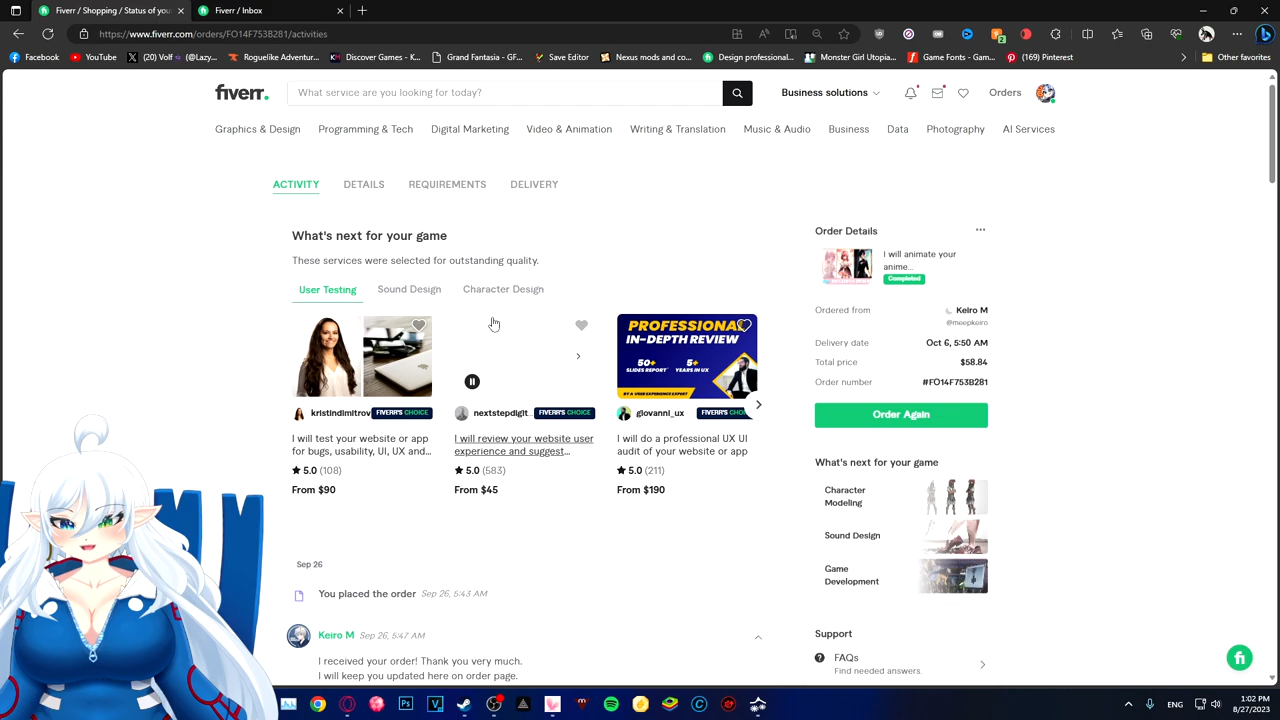 Fiverr / Shopping / Status of your
orders / Fiverr
https://www.fiverr.com/orders/FO14F753B281/activities
Facebook
YouTube
(20) Volf
(@Lazy...
Roguelike Adventur...
Discover Games - K...
Grand Fantasia – GF...
Zombie Simulator -...
Nexus mods and co...
Design professional...
Monster Girl Utopia...
Game Fonts - Gam...
(169) Pinterest
Other favorites
fiverr.
What service are you looking for today?
Business solutions
Orders
Graphics & Design
Programming & Tech
Digital Marketing
Video & Animation
Writing & Translation
Music & Audio
Business
Data
Photography
AI Services
ACTIVITY
DETAILS
REQUIREMENTS
DELIVERY
What's next for your game
These services were selected for outstanding quality.
User Testing
Sound Design
Character Design
PROFESSIONAL
IN-DEPTH REVIEW
50+
SLIDES REPORT
5+
YEARS IN UX
BY A USER EXPERIENCE EXPERT
kristindimitrov
FIVERR'S CHOICE
I will test your website or app
for bugs, usability, UI, UX and...
5.0 (108)
From $90
nextstepdigit...
FIVERR'S CHOICE
I will review your website user
experience and suggest...
5.0 (583)
From $45
giovanni_ux
FIVERR'S CHO
I will do a professional UX UI
audit of your website or app
5.0 (211)
From $190
Sep 26
You placed the order Sep 26, 5:43 AM
Keiro M Sep 26, 5:47 AM
I received your order! Thank you very much.
I will keep you updated here on order page.
Order Details
I will animate your
anime...
Completed
Ordered from
Keiro M
@meepkeiro
Delivery date
Oct 6, 5:50 AM
Total price
$58.84
Order number
#FO14F753B281
Order Again
What's next for your game
Character
Modeling
Sound Design
Game
Development
Support
FAQs
Find needed answers.
ENG
1:02 PM
8/27/2023